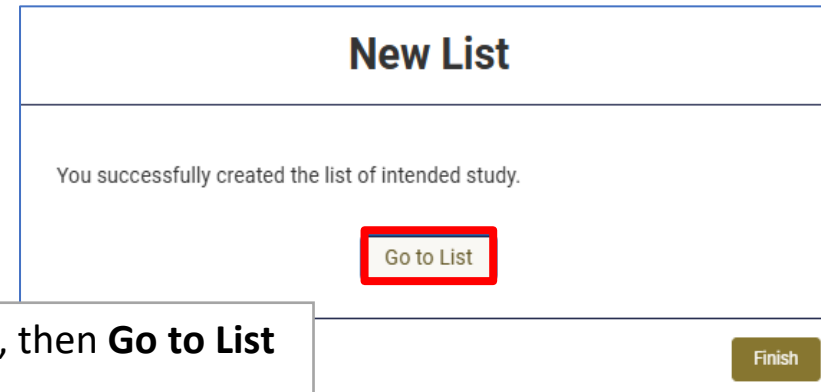 New List
You successfully created the list of intended study.
Go to List
, then Go to List
Finish